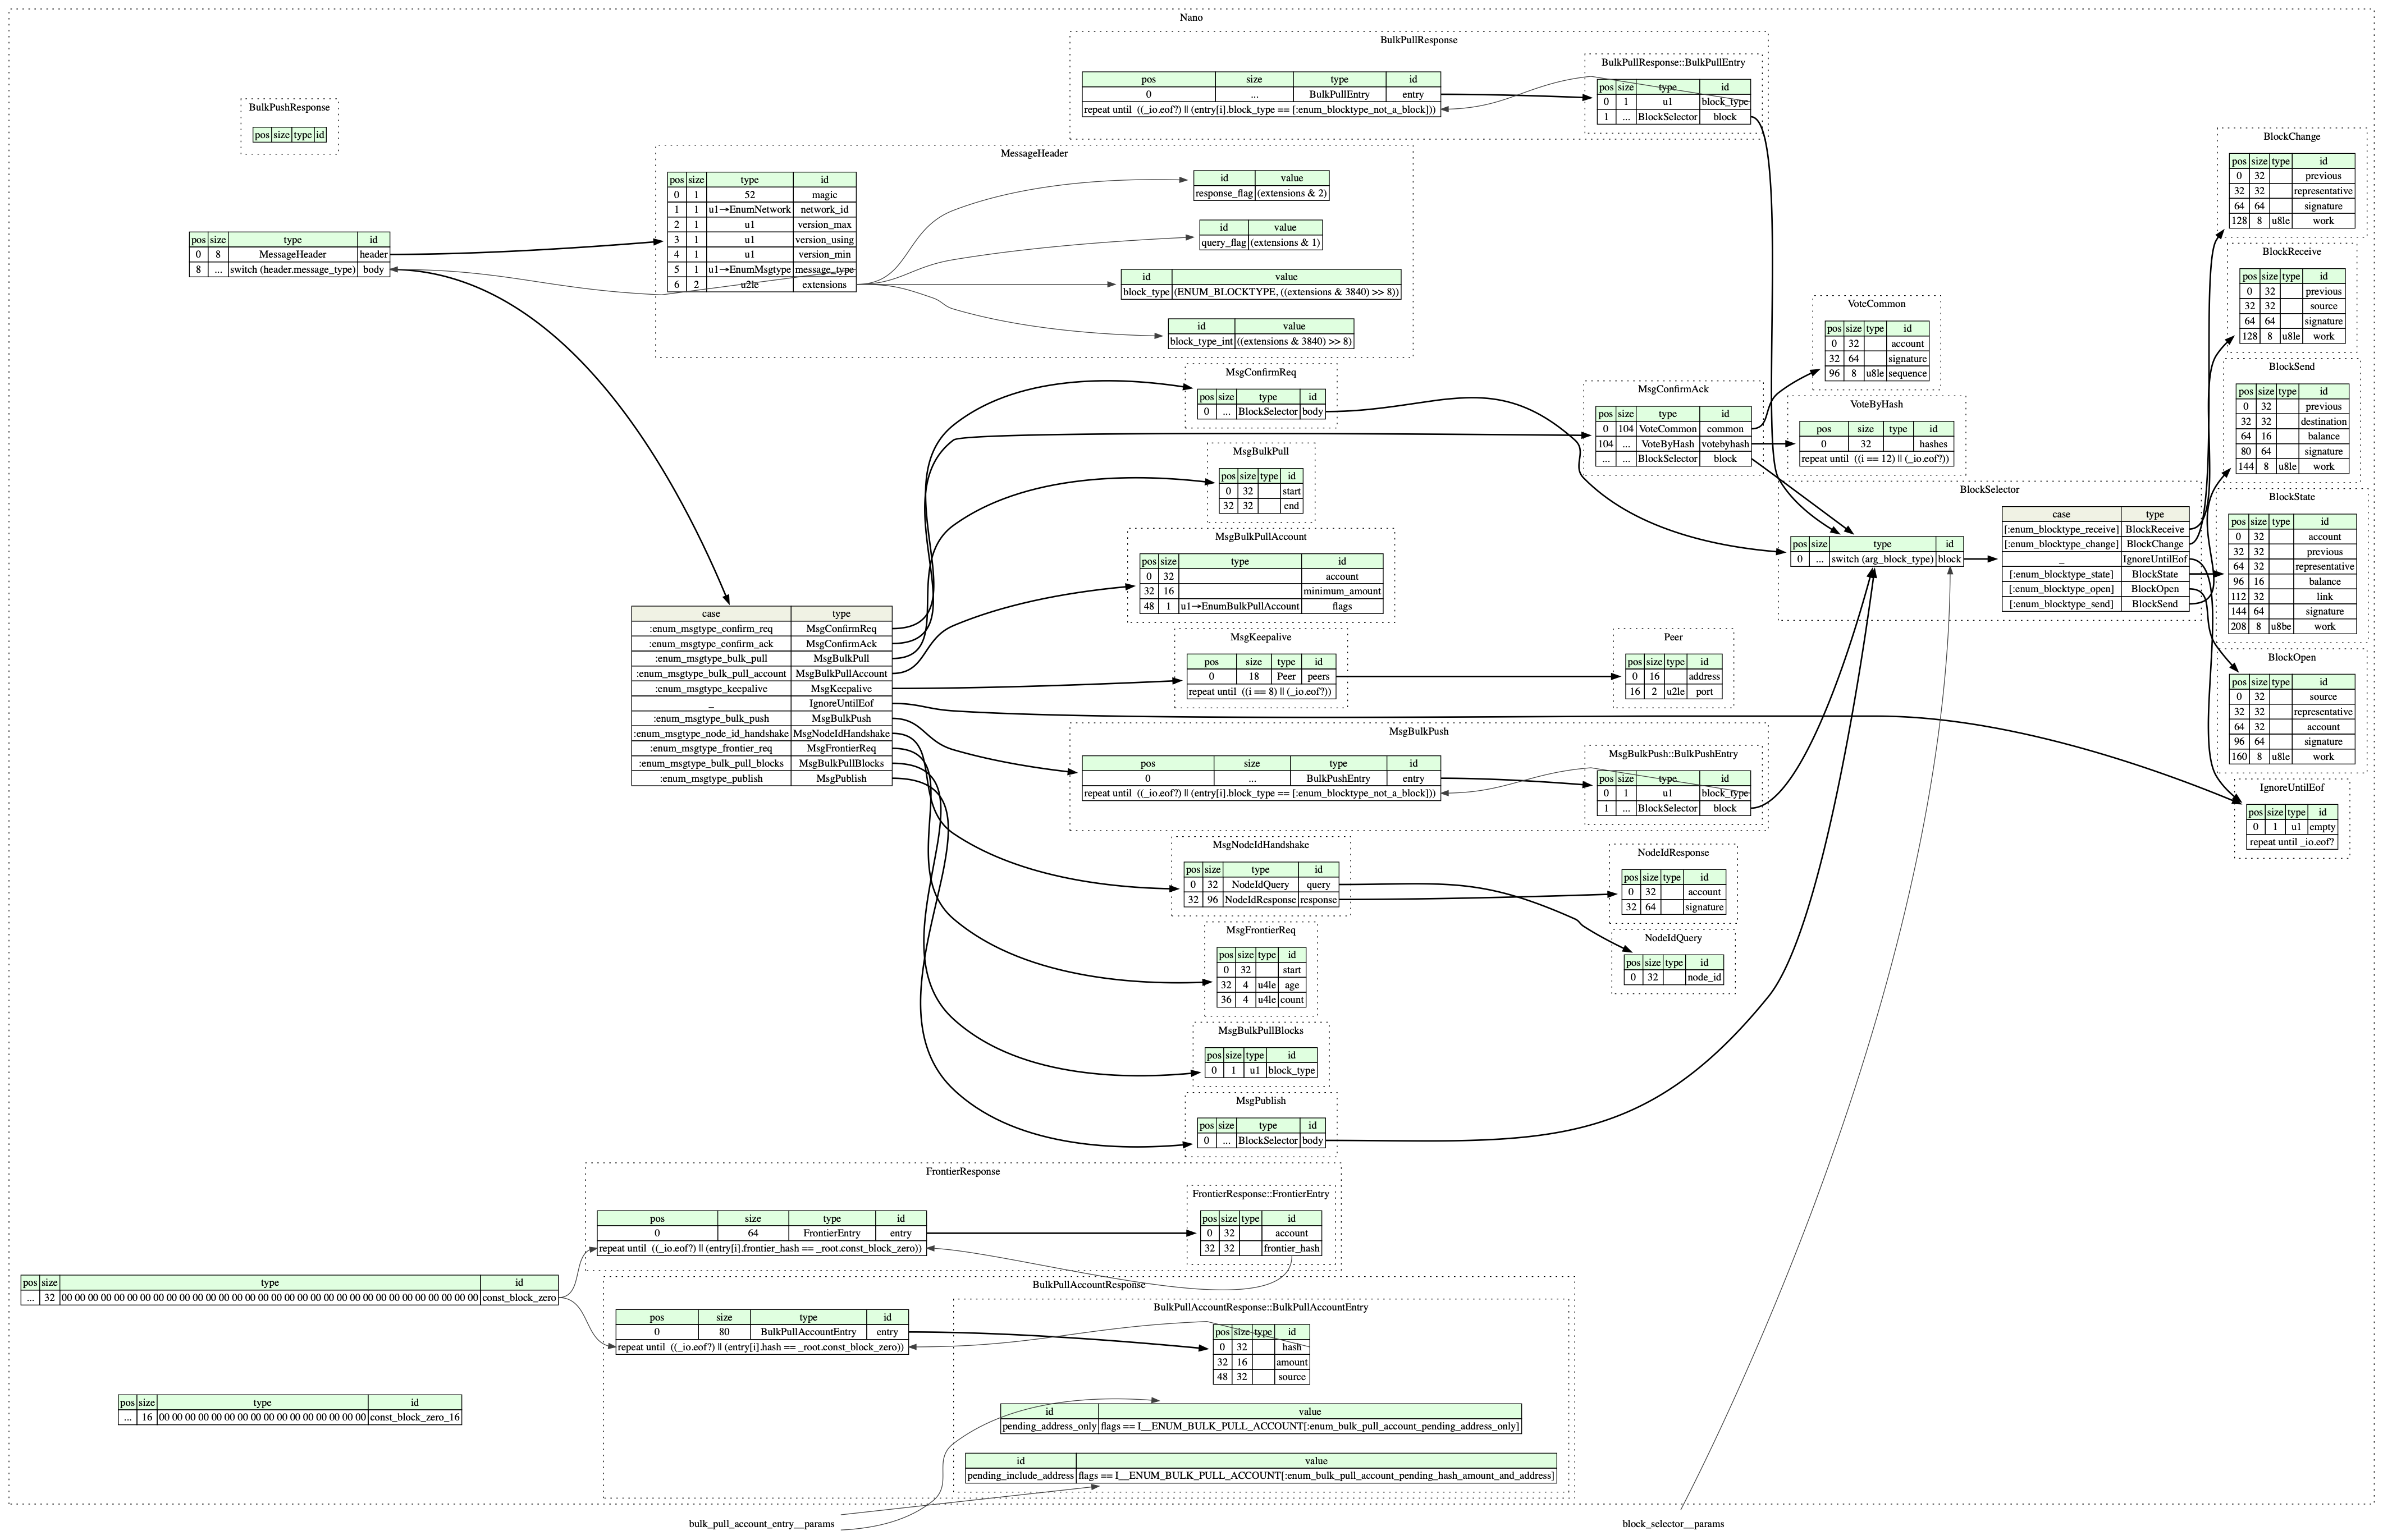 Nano
BulkPushResponse
pos size type id
pos size type id
0 8 MessageHeader header
8 ... switch (header.message_type) body
BulkPullResponse
pos size type id
0 ... BulkPullEntry entry
repeat until ((_io.eof?) || (entry[i].block_type == [:enum_blocktype_not_a_block]))
BulkPullResponse::BulkPullEntry
pos size type id
0 1 u1 block_type
1 ... BlockSelector block
MessageHeader
pos size type id
0 1 52 magic
1 1 u1→EnumNetwork network_id
2 1 u1 version_max
3 1 u1 version_using
4 1 u1 version_min
5 1 u1→EnumMsgtype message_type
6 2 u2le extensions
id value
response_flag (extensions & 2)
id value
query_flag (extensions & 1)
id value
block_type (ENUM_BLOCKTYPE, ((extensions & 3840) >> 8))
id value
block_type_int ((extensions & 3840) >> 8)
case type
:enum_msgtype_confirm_req MsgConfirmReq
:enum_msgtype_confirm_ack MsgConfirmAck
:enum_msgtype_bulk_pull MsgBulkPull
:enum_msgtype_bulk_pull_account MsgBulkPullAccount
:enum_msgtype_keepalive MsgKeepalive
_ IgnoreUntilEof
:enum_msgtype_bulk_push MsgBulkPush
:enum_msgtype_node_id_handshake MsgNodeIdHandshake
:enum_msgtype_frontier_req MsgFrontierReq
:enum_msgtype_bulk_pull_blocks MsgBulkPullBlocks
:enum_msgtype_publish MsgPublish
MsgConfirmReq
pos size type id
0 ... BlockSelector body
MsgBulkPull
pos size type id
0 32 start
32 32 end
MsgBulkPullAccount
pos size type id
0 32 account
32 16 minimum_amount
48 1 u1→EnumBulkPullAccount flags
MsgKeepalive
pos size type id
0 18 Peer peers
repeat until ((i == 8) || (_io.eof?))
Peer
pos size type id
0 16 address
16 2 u2le port
MsgBulkPush
pos size type id
0 ... BulkPushEntry entry
repeat until ((_io.eof?) || (entry[i].block_type == [:enum_blocktype_not_a_block]))
MsgBulkPush::BulkPushEntry
pos size type id
0 1 u1 block_type
1 ... BlockSelector block
MsgNodeIdHandshake
pos size type id
0 32 NodeIdQuery query
32 96 NodeIdResponse response
NodeIdResponse
pos size type id
0 32 account
32 64 signature
NodeIdQuery
pos size type id
0 32 node_id
MsgFrontierReq
pos size type id
0 32 start
32 4 u4le age
36 4 u4le count
MsgBulkPullBlocks
pos size type id
0 1 u1 block_type
MsgPublish
pos size type id
0 ... BlockSelector body
MsgConfirmAck
pos size type id
0 104 VoteCommon common
104 ... VoteByHash votebyhash
... ... BlockSelector block
VoteCommon
pos size type id
0 32 account
32 64 signature
96 8 u8le sequence
VoteByHash
pos size type id
0 32 hashes
repeat until ((i == 12) || (_io.eof?))
BlockSelector
pos size type id
0 ... switch (arg_block_type) block
case type
[:enum_blocktype_receive] BlockReceive
[:enum_blocktype_change] BlockChange
_ IgnoreUntilEof
[:enum_blocktype_state] BlockState
[:enum_blocktype_open] BlockOpen
[:enum_blocktype_send] BlockSend
BlockChange
pos size type id
0 32 previous
32 32 representative
64 64 signature
128 8 u8le work
BlockReceive
pos size type id
0 32 previous
32 32 source
64 64 signature
128 8 u8le work
BlockSend
pos size type id
0 32 previous
32 32 destination
64 16 balance
80 64 signature
144 8 u8le work
BlockState
pos size type id
0 32 account
32 32 previous
64 32 representative
96 16 balance
112 32 link
144 64 signature
208 8 u8be work
BlockOpen
pos size type id
0 32 source
32 32 representative
64 32 account
96 64 signature
160 8 u8le work
IgnoreUntilEof
pos size type id
0 1 u1 empty
repeat until _io.eof?
FrontierResponse
pos size type id
0 64 FrontierEntry entry
repeat until ((_io.eof?) || (entry[i].frontier_hash == _root.const_block_zero))
FrontierResponse::FrontierEntry
pos size type id
0 32 account
32 32 frontier_hash
pos size type id
... 32 00 00 00 00 00 00 00 00 00 00 00 00 00 00 00 00 00 00 00 00 00 00 00 00 00 00 00 00 00 00 00 00 const_block_zero
BulkPullAccountResponse
pos size type id
0 80 BulkPullAccountEntry entry
repeat until ((_io.eof?) || (entry[i].hash == _root.const_block_zero))
BulkPullAccountResponse::BulkPullAccountEntry
pos size type id
0 32 hash
32 16 amount
48 32 source
id value
pending_address_only flags == I__ENUM_BULK_PULL_ACCOUNT[:enum_bulk_pull_account_pending_address_only]
id value
pending_include_address flags == I__ENUM_BULK_PULL_ACCOUNT[:enum_bulk_pull_account_pending_hash_amount_and_address]
pos size type id
... 16 00 00 00 00 00 00 00 00 00 00 00 00 00 00 00 00 const_block_zero_16
bulk_pull_account_entry__params
block_selector__params